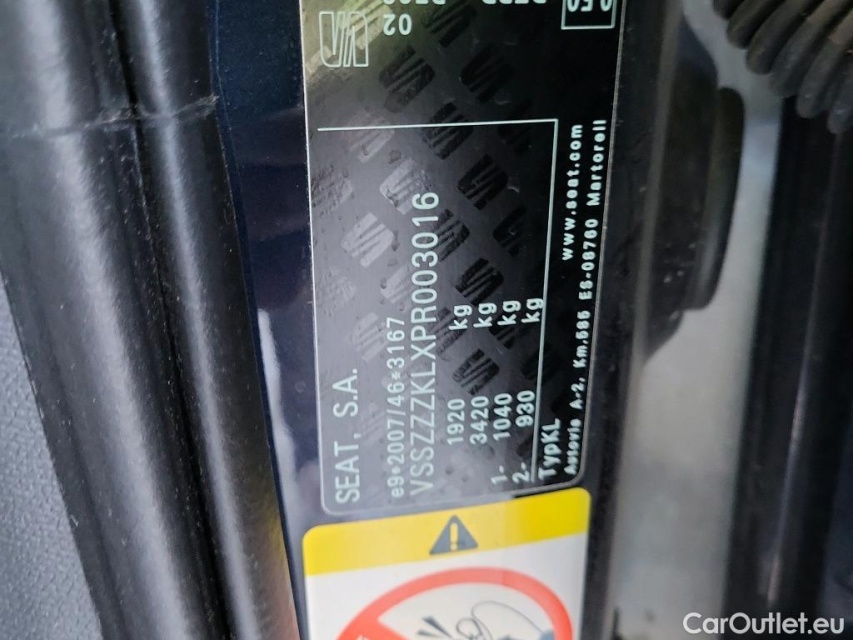 SEAT, S.A.
e9*2007/46*3167
VSSZZZKLXPR003016
1920 kg
3420 kg
1- 1040 kg
2- 930 kg
TypKL
www.seat.com
Autovia A-2, Km.585 ES-08760 Martorell
02
CarOutlet.eu